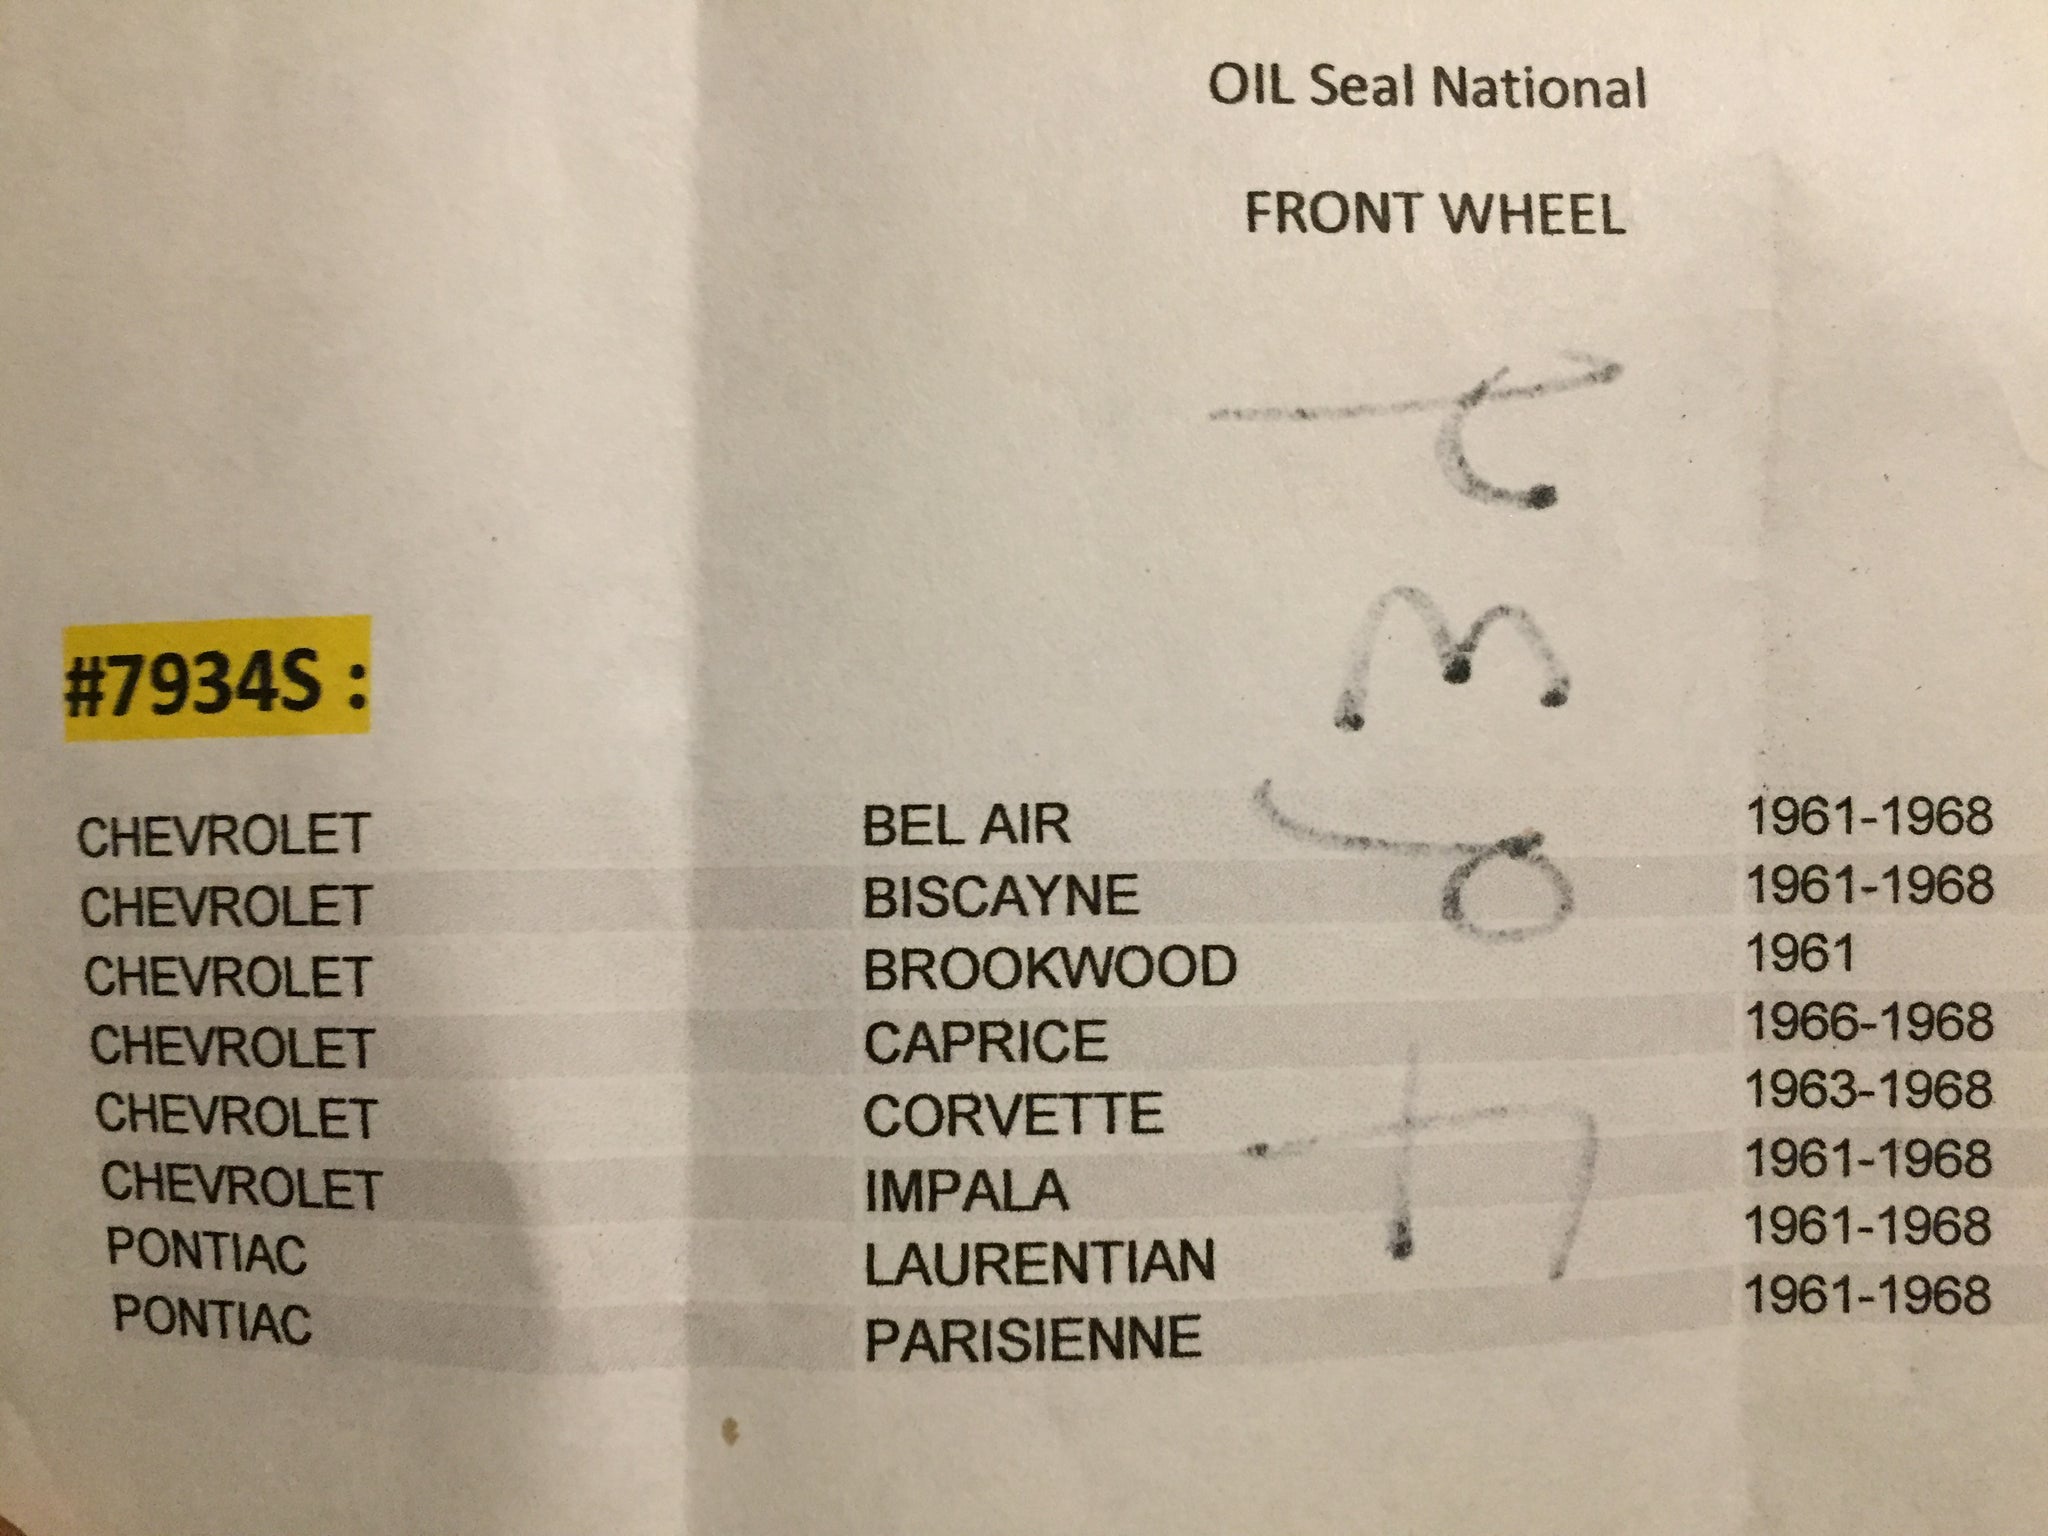 OIL Seal National
FRONT WHEEL
7934
#7934S :
CHEVROLET BEL AIR 1961-1968
CHEVROLET BISCAYNE 1961-1968
CHEVROLET BROOKWOOD 1961
CHEVROLET CAPRICE 1966-1968
CHEVROLET CORVETTE 1963-1968
CHEVROLET IMPALA 1961-1968
PONTIAC LAURENTIAN 1961-1968
PONTIAC PARISIENNE 1961-1968